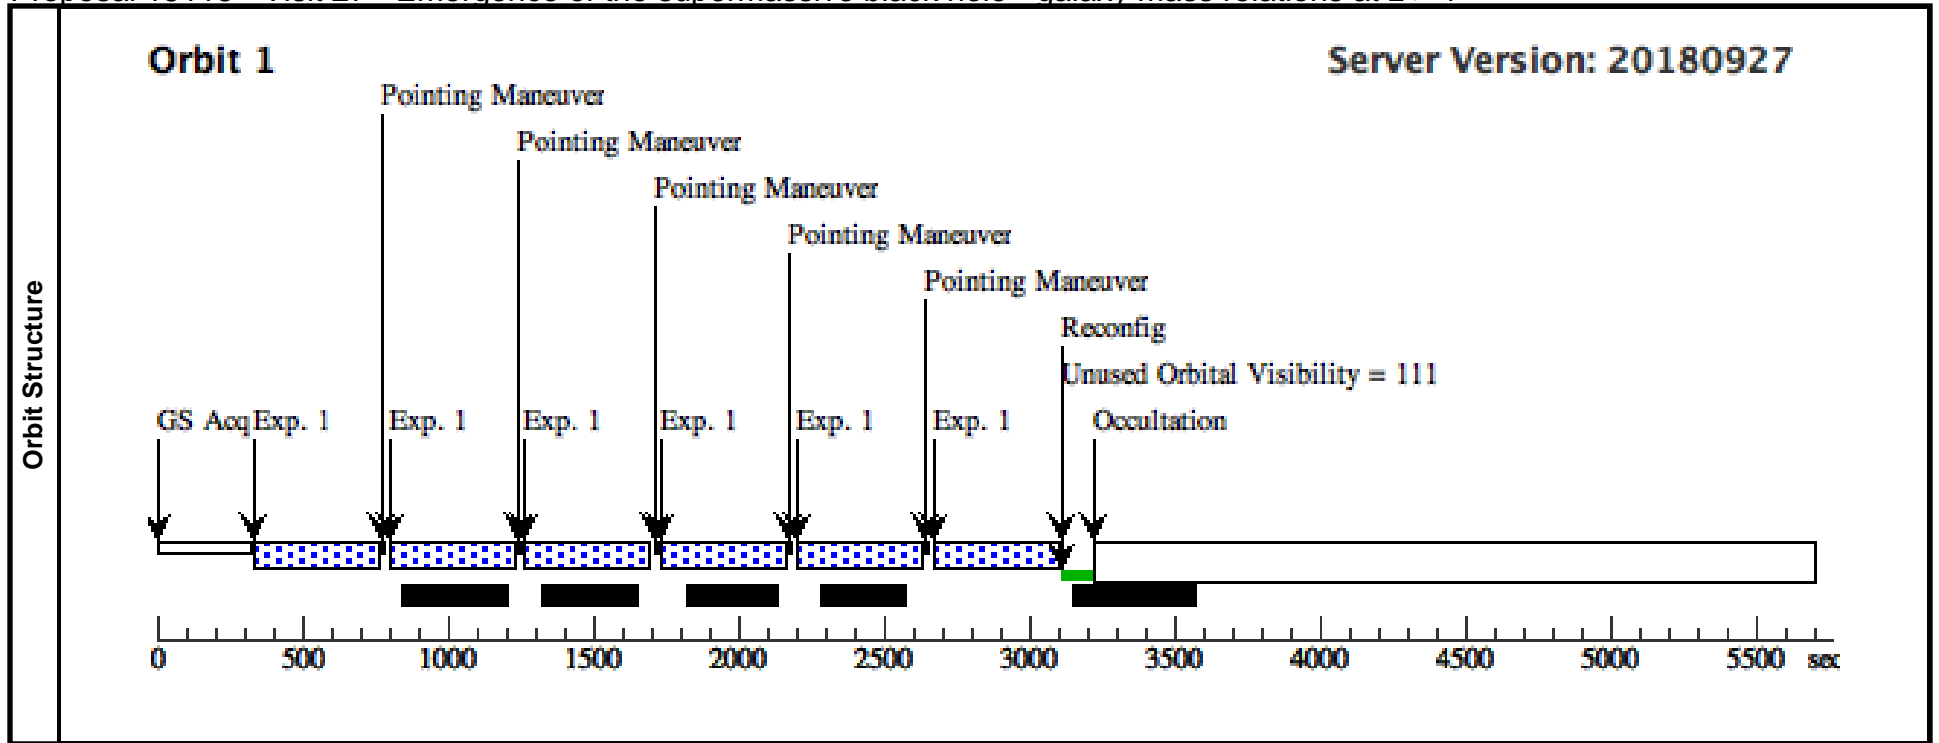 Orbit 1
Server Version: 20180927
Pointing Maneuver
Pointing Maneuver
Pointing Maneuver
Pointing Maneuver
Pointing Maneuver
Reconfig
Unused Orbital Visibility = 111
GS Acq Exp. 1 Exp. 1 Exp. 1 Exp. 1 Exp. 1 Exp. 1 Occultation
Orbit Structure
0 500 1000 1500 2000 2500 3000 3500 4000 4500 5000 5500 sec